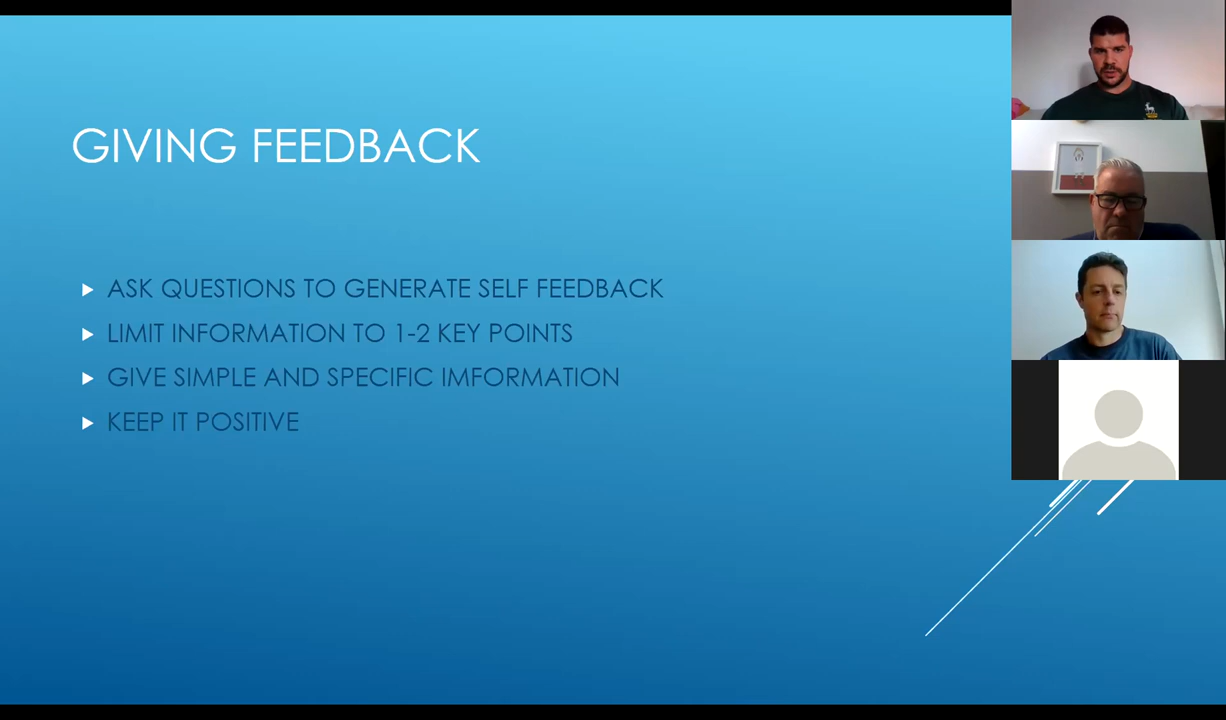 GIVING FEEDBACK
ASK QUESTIONS TO GENERATE SELF FEEDBACK
LIMIT INFORMATION TO 1-2 KEY POINTS
GIVE SIMPLE AND SPECIFIC IMFORMATION
KEEP IT POSITIVE